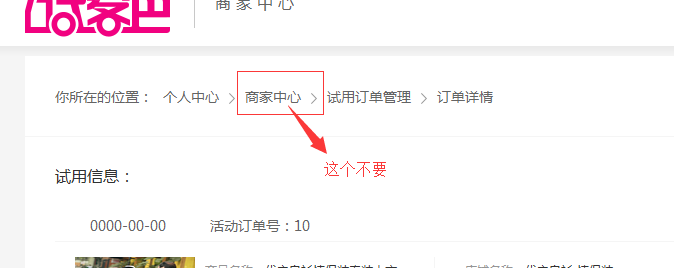 试客巴 商家中心
你所在的位置： 个人中心 > 商家中心 > 试用订单管理 > 订单详情
这个不要
试用信息：
0000-00-00 活动订单号：10